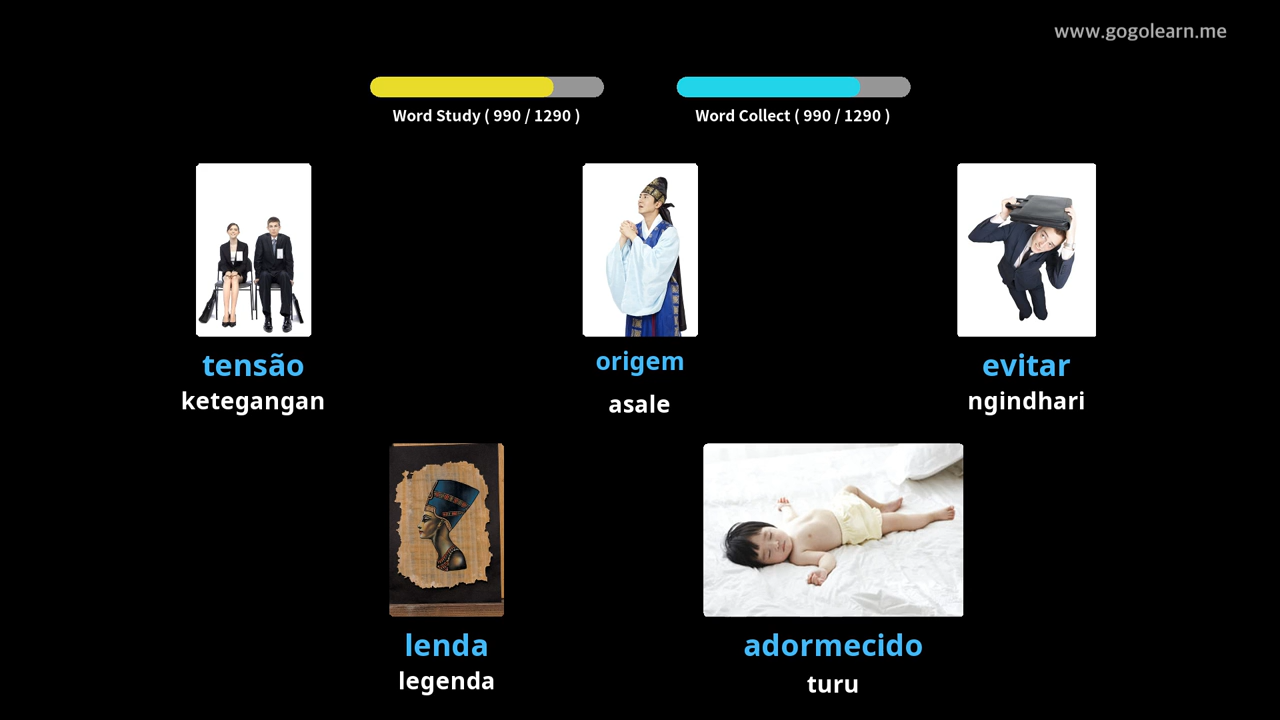 www.gogolearn.me
Word Study ( 990 / 1290 )
Word Collect ( 990 / 1290 )
tensão
ketegangan
origem
asale
evitar
ngindhari
lenda
legenda
adormecido
turu